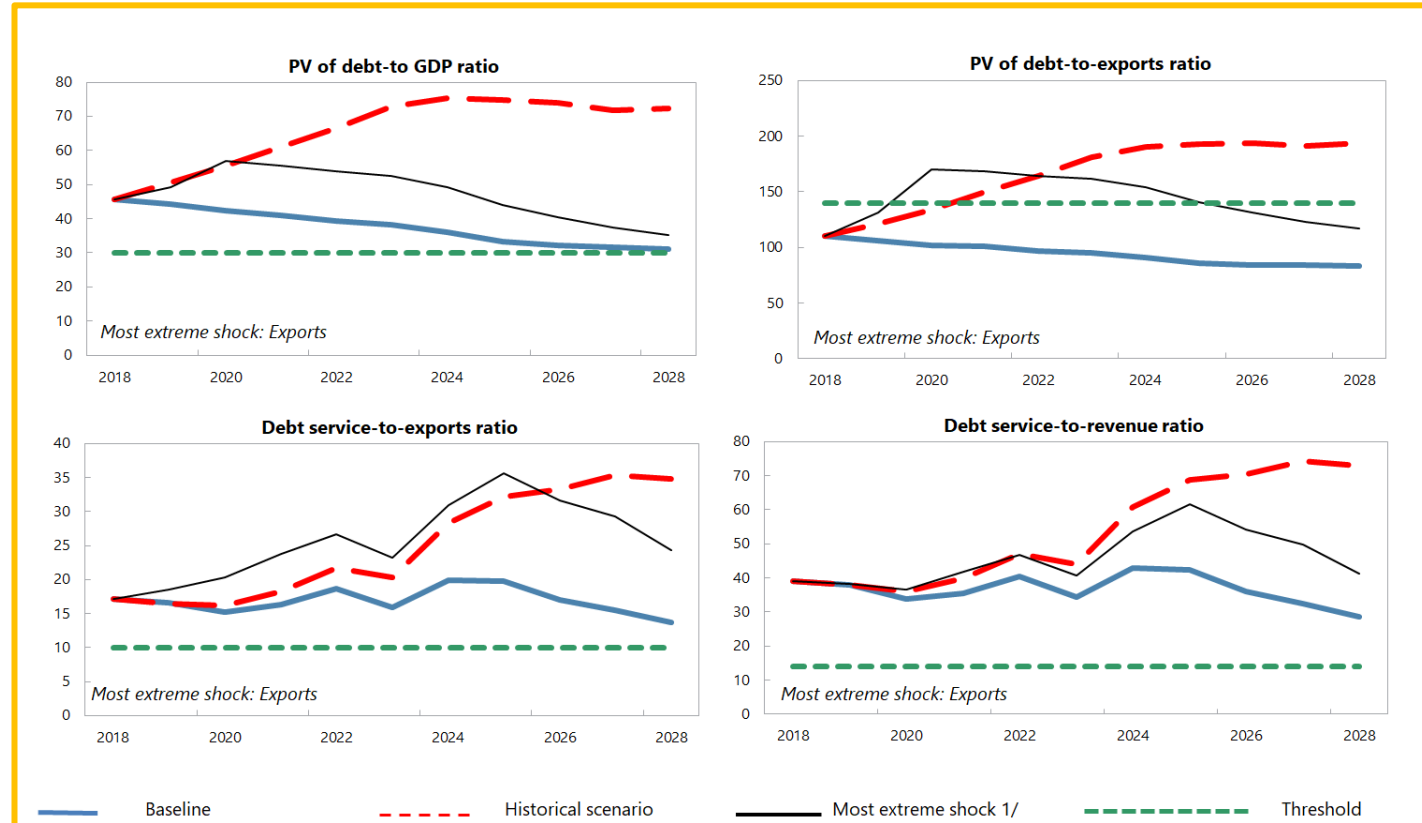 PV of debt-to GDP ratio
80
70
60
50
40
30
20
10
0
Most extreme shock: Exports
2018 2020 2022 2024 2026 2028
PV of debt-to-exports ratio
250
200
150
100
50
0
Most extreme shock: Exports
2018 2020 2022 2024 2026 2028
Debt service-to-exports ratio
40
35
30
25
20
15
10
5
0
Most extreme shock: Exports
2018 2020 2022 2024 2026 2028
Debt service-to-revenue ratio
80
70
60
50
40
30
20
10
0
Most extreme shock: Exports
2018 2020 2022 2024 2026 2028
Baseline Historical scenario Most extreme shock 1/ Threshold